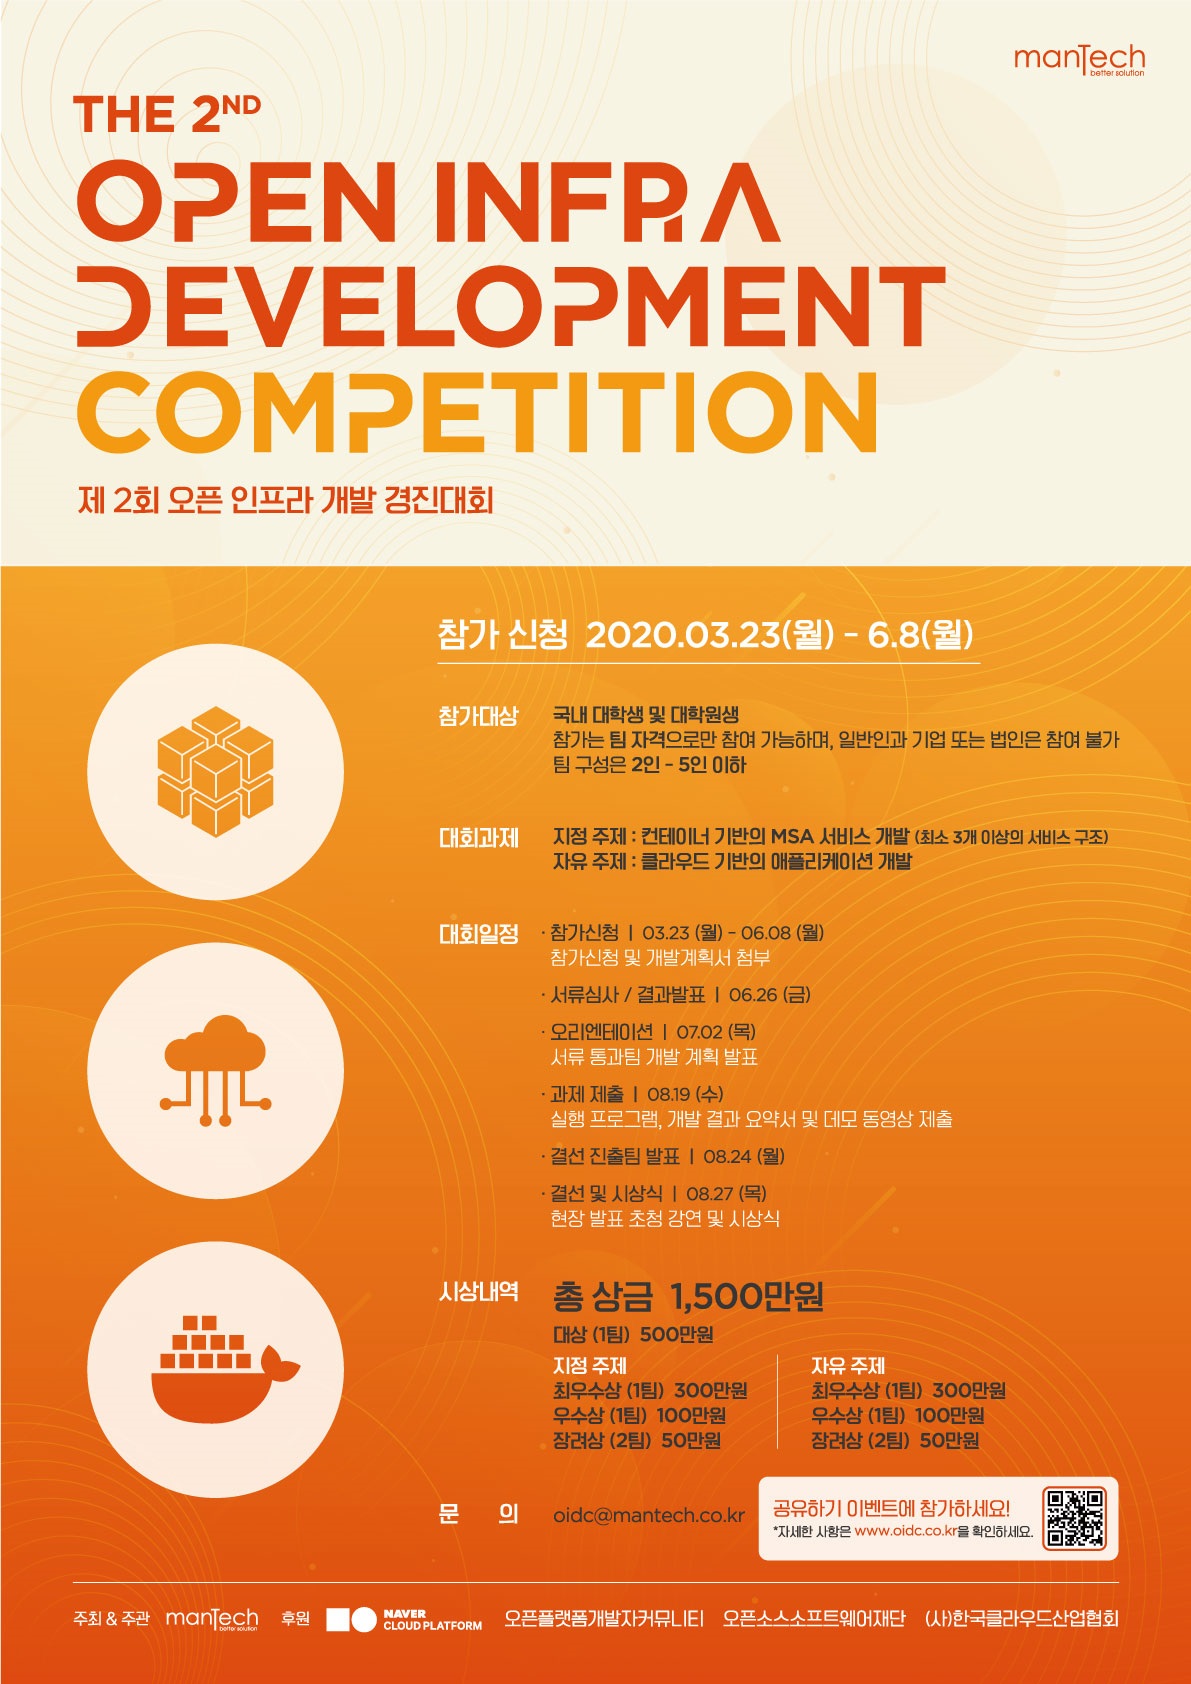 manTech
better solution
THE 2ND
OPEN INFRA
DEVELOPMENT
COMPETITION
제 2회 오픈 인프라 개발 경진대회
참가 신청 2020.03.23(월) - 6.8(월)
참가대상
국내 대학생 및 대학원생
참가는 팀 자격으로만 참여 가능하며, 일반인과 기업 또는 법인은 참여 불가
팀 구성은 2인 - 5인 이하
대회과제
지정 주제 : 컨테이너 기반의 MSA 서비스 개발 (최소 3개 이상의 서비스 구조)
자유 주제 : 클라우드 기반의 애플리케이션 개발
대회일정
· 참가신청 | 03.23 (월) - 06.08 (월)
참가신청 및 개발계획서 첨부
· 서류심사 / 결과발표 | 06.26 (금)
· 오리엔테이션 | 07.02 (목)
서류 통과팀 개발 계획 발표
· 과제 제출 | 08.19 (수)
실행 프로그램, 개발 결과 요약서 및 데모 동영상 제출
· 결선 진출팀 발표 | 08.24 (월)
· 결선 및 시상식 | 08.27 (목)
현장 발표 초청 강연 및 시상식
시상내역
총 상금 1,500만원
대상 (1팀) 500만원
지정 주제
최우수상 (1팀) 300만원
우수상 (1팀) 100만원
장려상 (2팀) 50만원
자유 주제
최우수상 (1팀) 300만원
우수상 (1팀) 100만원
장려상 (2팀) 50만원
문 의
oidc@mantech.co.kr
공유하기 이벤트에 참가하세요!
*자세한 사항은 www.oidc.co.kr을 확인하세요.
주최 & 주관 manTech better solution 후원 NAVER CLOUD PLATFORM 오픈플랫폼개발자커뮤니티 오픈소스소프트웨어재단 (사)한국클라우드산업협회